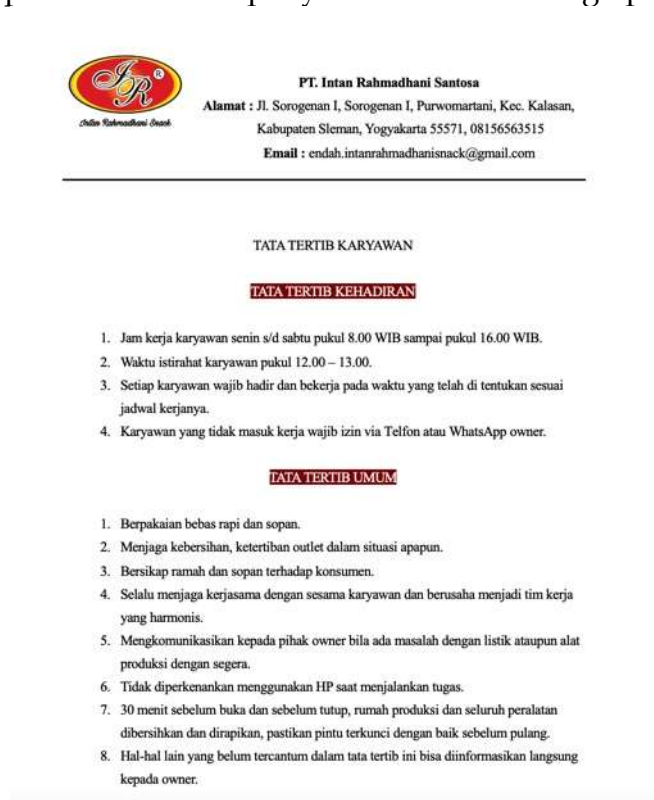 IR®
Intan Rahmadhani Snack
PT. Intan Rahmadhani Santosa
Alamat : Jl. Sorogenan I, Sorogenan I, Purwomartani, Kec. Kalasan,
Kabupaten Sleman, Yogyakarta 55571, 08156563515
Email : endah.intanrahmadhanisnack@gmail.com
TATA TERTIB KARYAWAN
TATA TERTIB KEHADIRAN
1. Jam kerja karyawan senin s/d sabtu pukul 8.00 WIB sampai pukul 16.00 WIB.
2. Waktu istirahat karyawan pukul 12.00 – 13.00.
3. Setiap karyawan wajib hadir dan bekerja pada waktu yang telah di tentukan sesuai
jadwal kerjanya.
4. Karyawan yang tidak masuk kerja wajib izin via Telfon atau WhatsApp owner.
TATA TERTIB UMUM
1. Berpakaian bebas rapi dan sopan.
2. Menjaga kebersihan, ketertiban outlet dalam situasi apapun.
3. Bersikap ramah dan sopan terhadap konsumen.
4. Selalu menjaga kerjasama dengan sesama karyawan dan berusaha menjadi tim kerja
yang harmonis.
5. Mengkomunikasikan kepada pihak owner bila ada masalah dengan listik ataupun alat
produksi dengan segera.
6. Tidak diperkenankan menggunakan HP saat menjalankan tugas.
7. 30 menit sebelum buka dan sebelum tutup, rumah produksi dan seluruh peralatan
dibersihkan dan dirapikan, pastikan pintu terkunci dengan baik sebelum pulang.
8. Hal-hal lain yang belum tercantum dalam tata tertib ini bisa diinformasikan langsung
kepada owner.